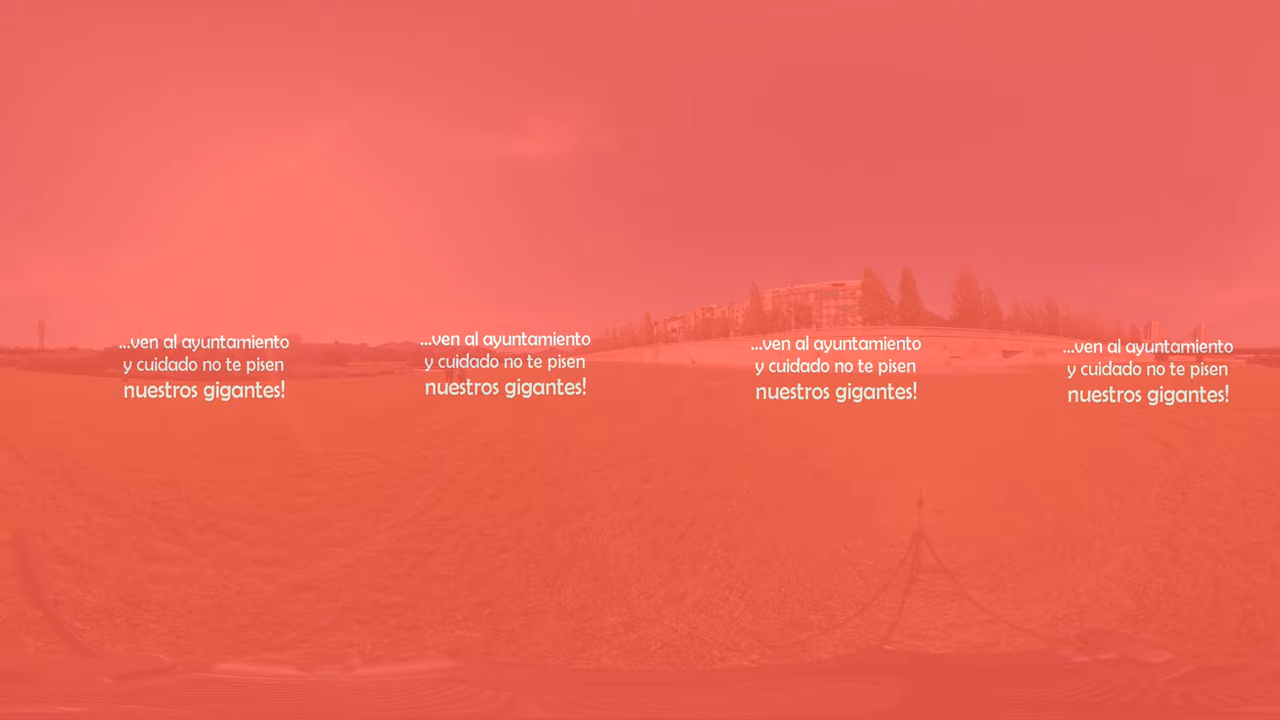 ...ven al ayuntamiento
y cuidado no te pisen
nuestros gigantes!
...ven al ayuntamiento
y cuidado no te pisen
nuestros gigantes!
...ven al ayuntamiento
y cuidado no te pisen
nuestros gigantes!
...ven al ayuntamiento
y cuidado no te pisen
nuestros gigantes!